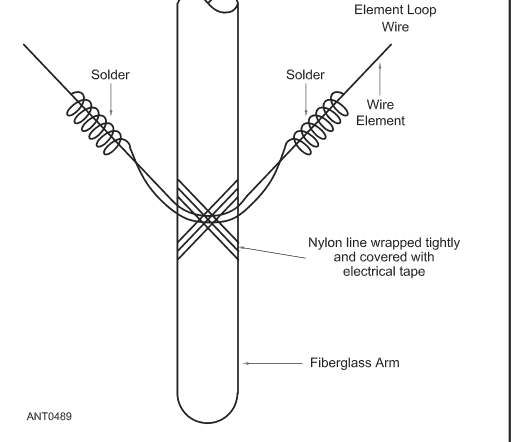 Element Loop
Wire
Solder
Solder
Wire
Element
Nylon line wrapped tightly
and covered with
electrical tape
Fiberglass Arm
ANT0489